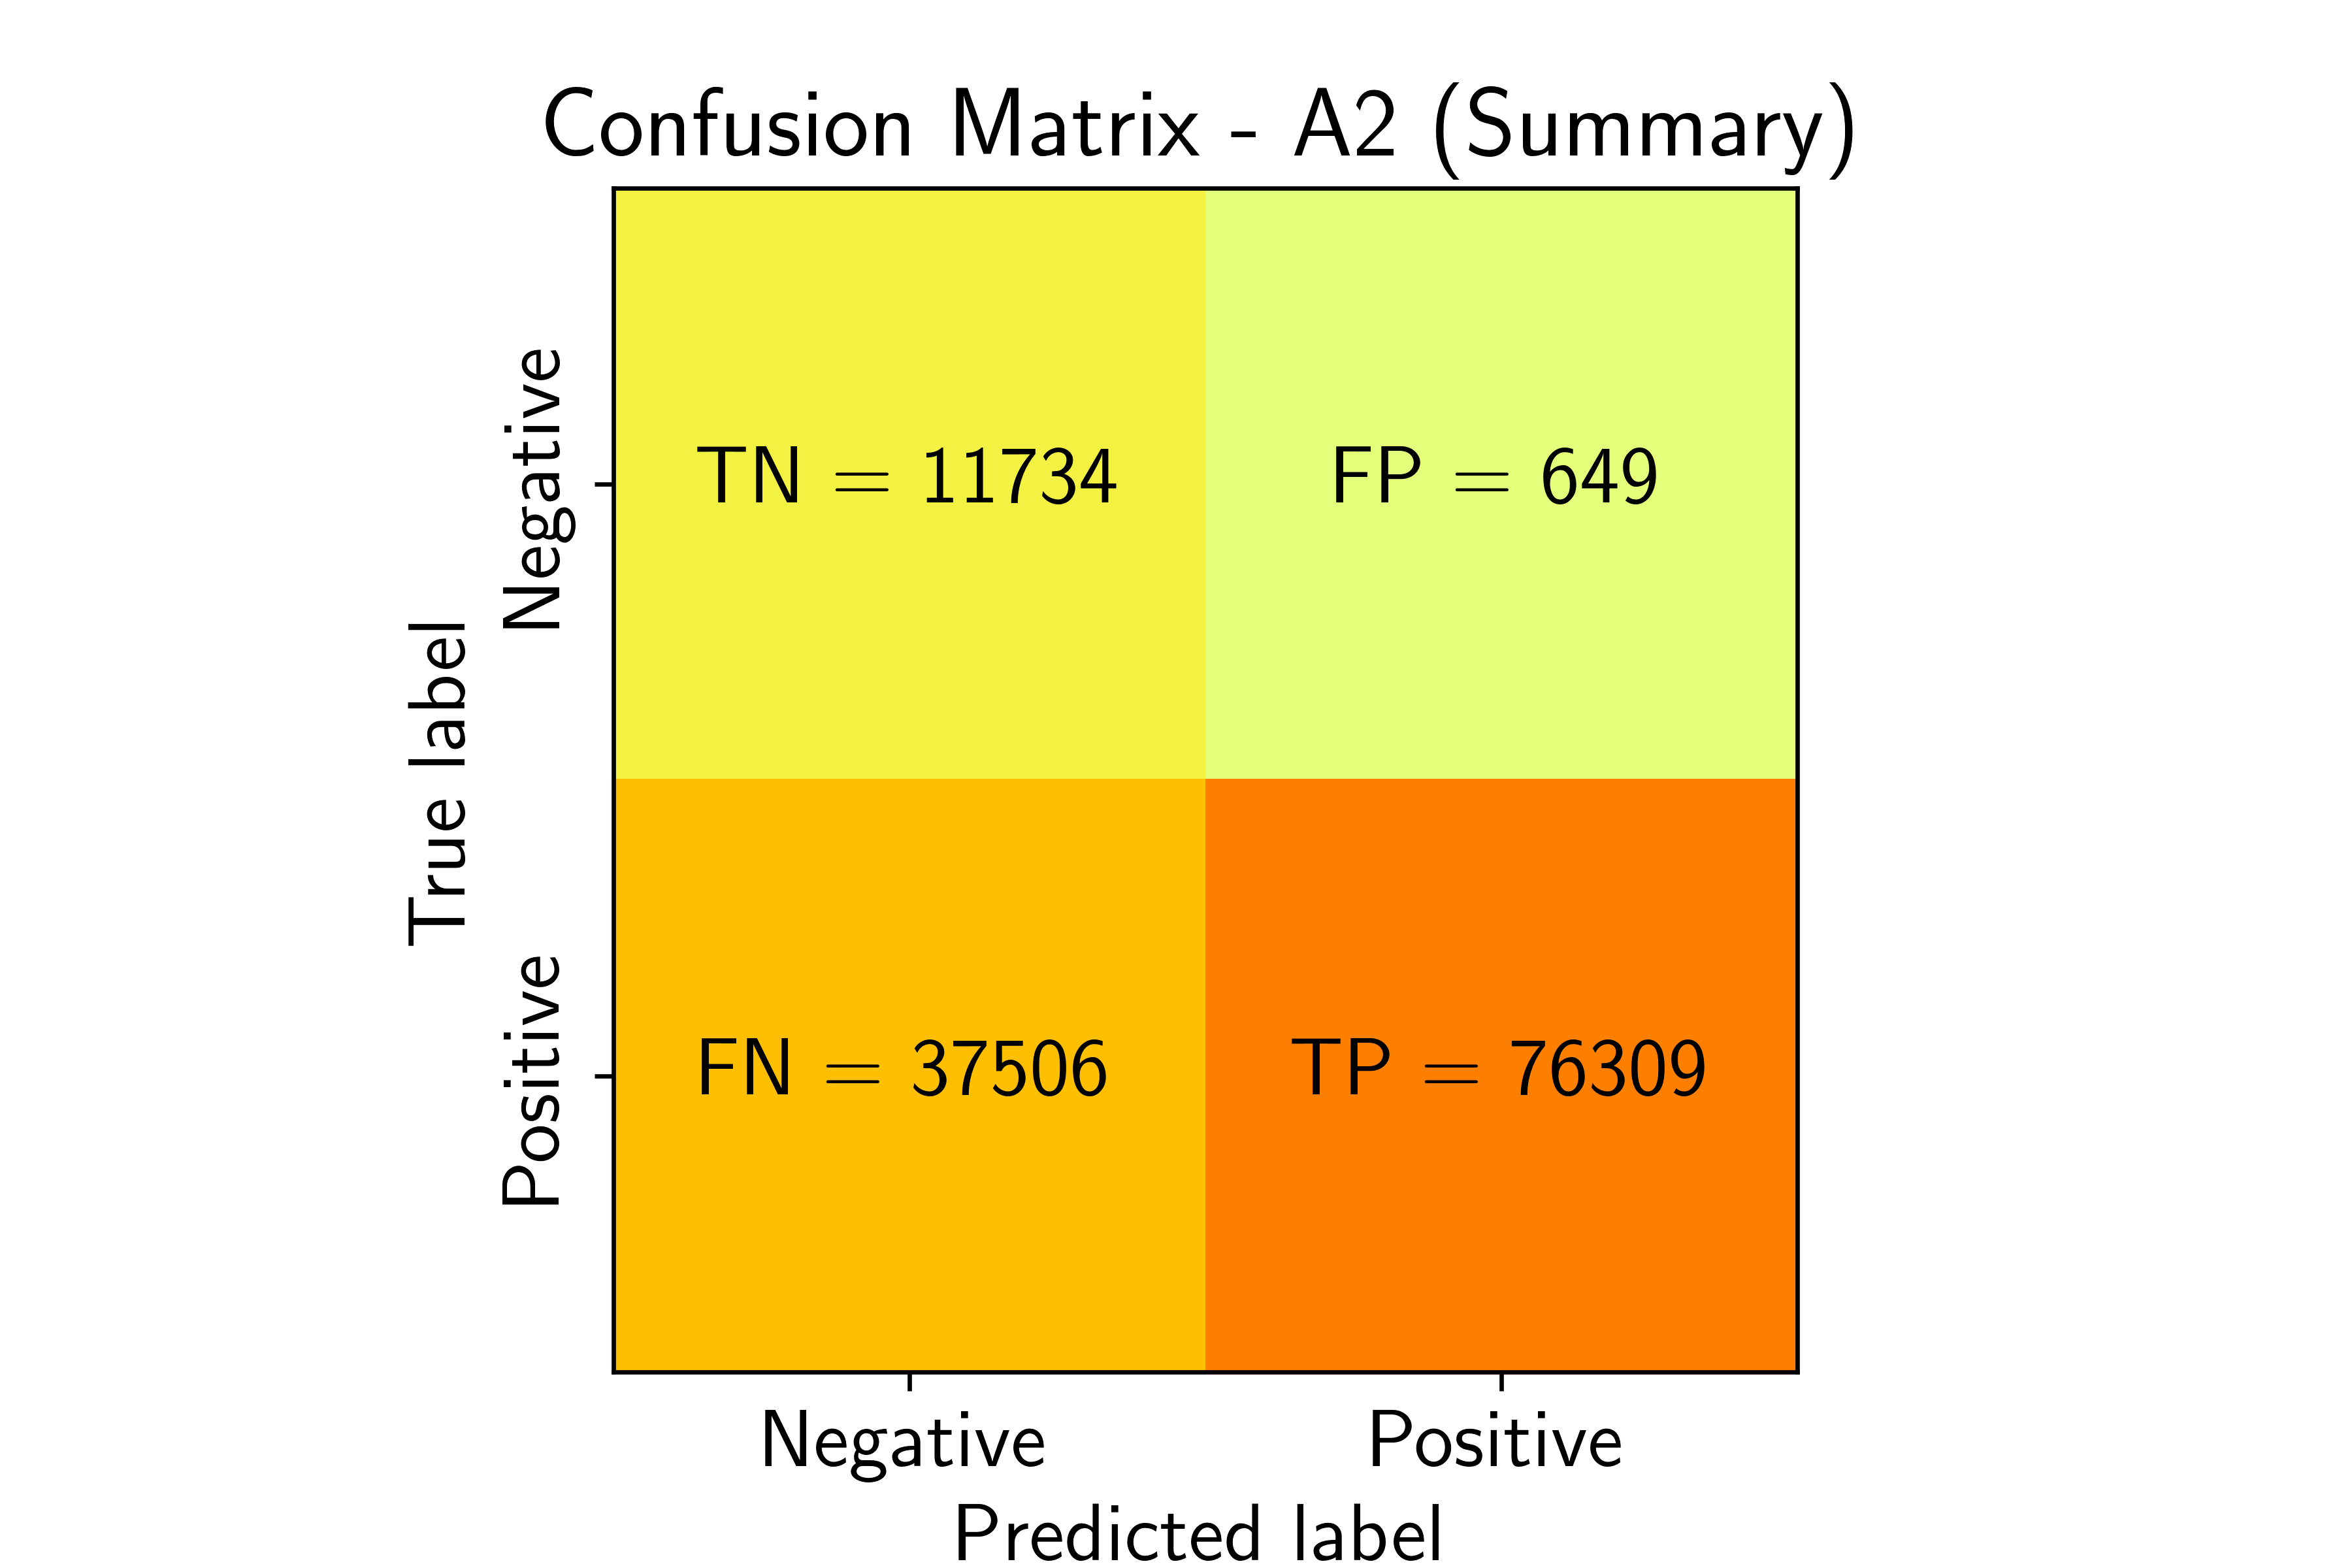 Confusion Matrix - A2 (Summary)
True label
Negative
TN = 11734
FP = 649
Positive
FN = 37506
TP = 76309
Negative
Positive
Predicted label